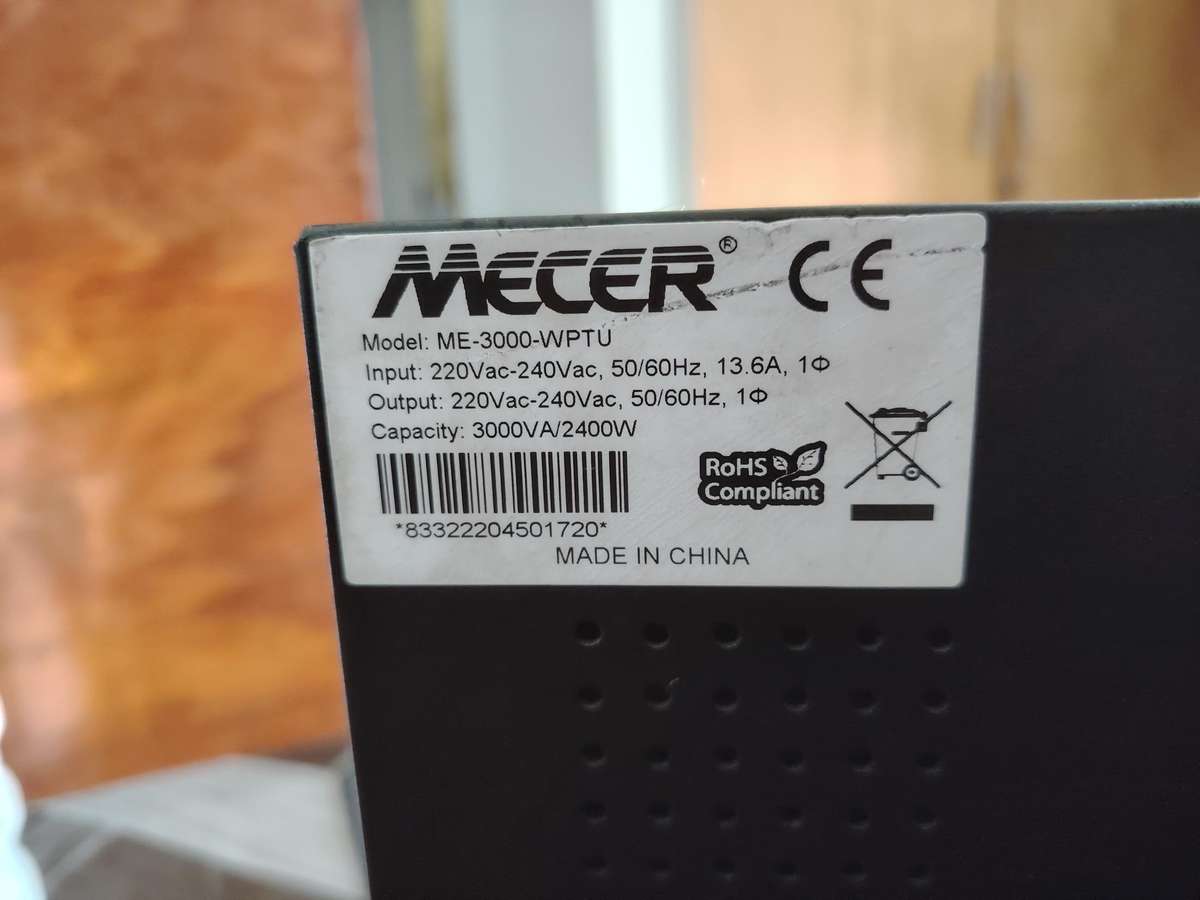 MECER®
CE
Model: ME-3000-WPTU
Input: 220Vac-240Vac, 50/60Hz, 13.6A, 1Φ
Output: 220Vac-240Vac, 50/60Hz, 1Φ
Capacity: 3000VA/2400W
RoHS
Compliant
*83322204501720*
MADE IN CHINA